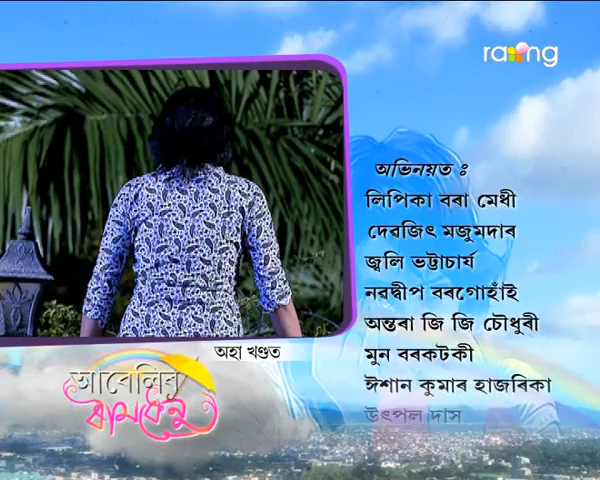 rang
অভিনয়ত ঃ
লিপিকা বৰা মেধী
দেৱজিৎ মজুমদাৰ
জ্বলি ভট্টাচাৰ্য
নৱদ্বীপ বৰগোহাঁই
অন্তৰা জি জি চৌধুৰী
মুন বৰকটকী
ঈশান কুমাৰ হাজৰিকা
উৎপল দাস
অহা খণ্ডত
আবেলিৰ
ৰামধেনু